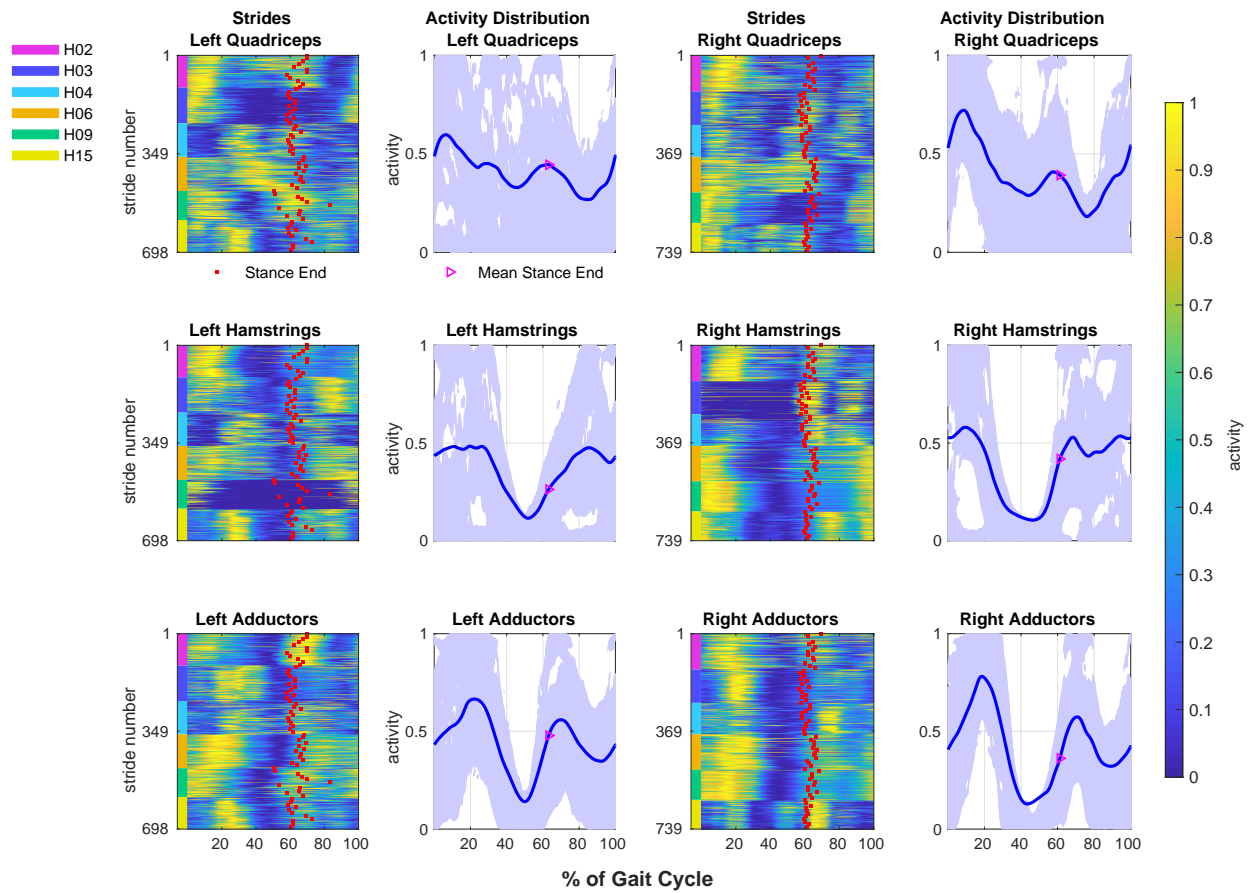 H02
H03
H04
H06
H09
H15
Strides
Left Quadriceps
stride number
1
349
698
Stance End
Activity Distribution
Left Quadriceps
activity
1
0.5
0
Mean Stance End
Strides
Right Quadriceps
1
369
739
Activity Distribution
Right Quadriceps
1
0.5
0
Left Hamstrings
stride number
1
349
698
Left Hamstrings
activity
1
0.5
0
Right Hamstrings
1
369
739
Right Hamstrings
1
0.5
0
Left Adductors
stride number
1
349
698
20 40 60 80 100
Left Adductors
activity
1
0.5
0
20 40 60 80 100
Right Adductors
1
369
739
20 40 60 80 100
Right Adductors
1
0.5
0
20 40 60 80 100
% of Gait Cycle
1
0.9
0.8
0.7
0.6
0.5
0.4
0.3
0.2
0.1
0
activity